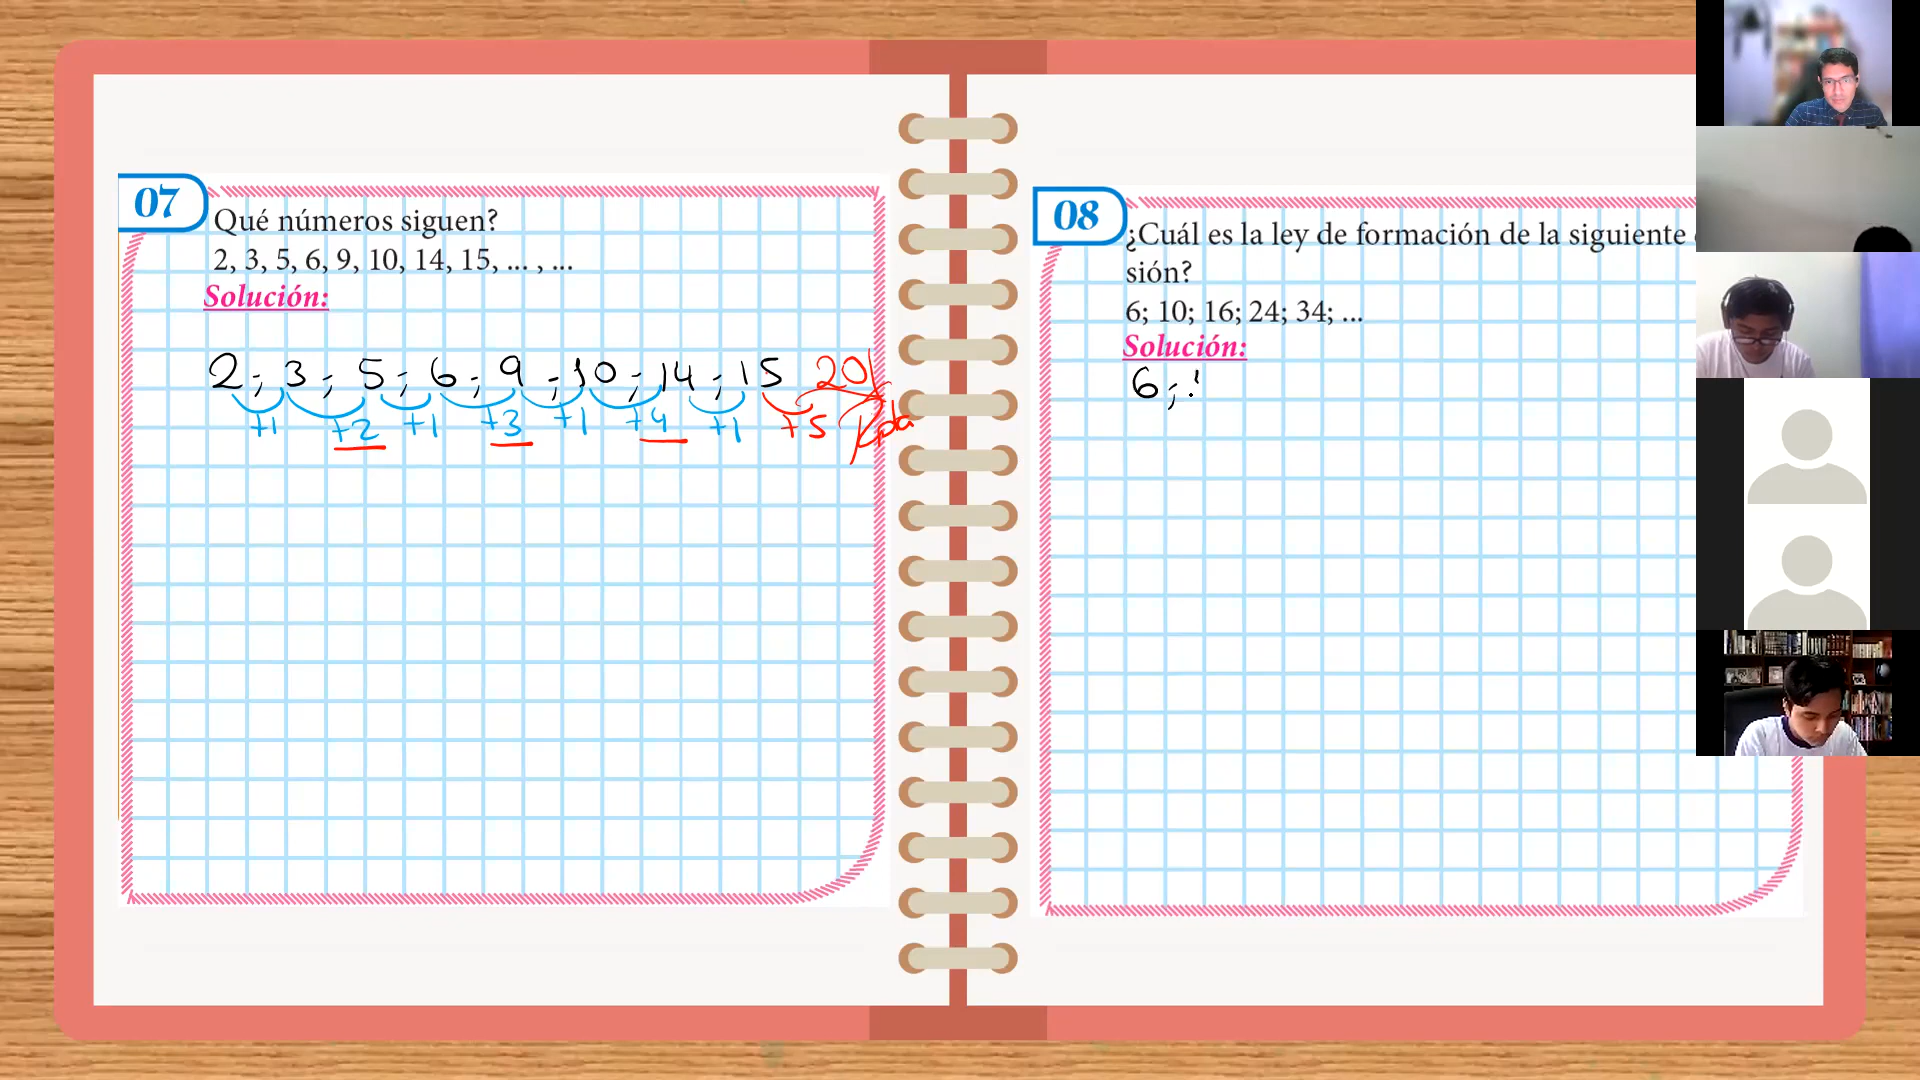 07
Qué números siguen?
2, 3, 5, 6, 9, 10, 14, 15, ... , ...
Solución:
2 ; 3 ; 5 ; 6 ; 9 ; 10 ; 14 ; 15 20
+1 +2 +1 +3 +1 +4 +1 +5 Rpta
08
¿Cuál es la ley de formación de la siguiente
sión?
6; 10; 16; 24; 34; ...
Solución:
6 ;